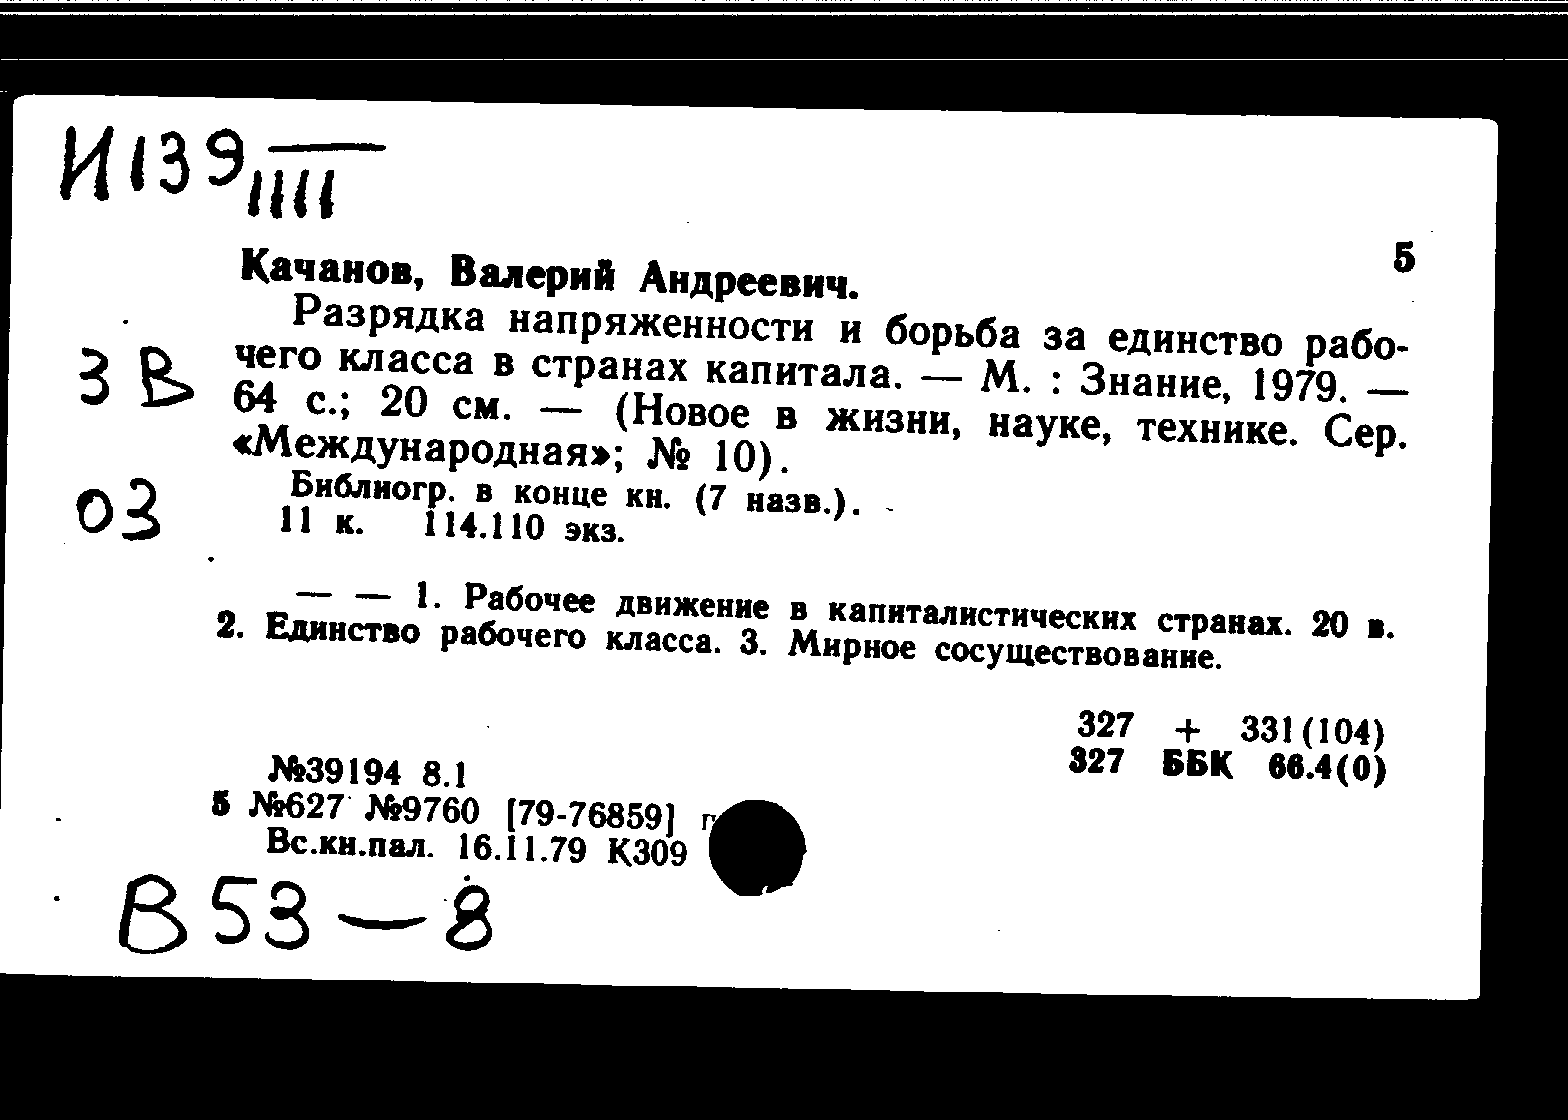 И139 —
IIII
5
Качанов, Валерий Андреевич.
Разрядка напряженности и борьба за единство рабо-
чего класса в странах капитала. — М. : Знание, 1979. —
64 с.; 20 см. — (Новое в жизни, науке, технике. Сер.
«Международная»; № 10).
Библиогр. в конце кн. (7 назв.).
11 к. 114.110 экз.
3 В
03
— — 1. Рабочее движение в капиталистических странах. 20 в.
2. Единство рабочего класса. 3. Мирное сосуществование.
327 + 331(104)
327 ББК 66.4(0)
№39194 8.1
5 №627 №9760 [79-76859]
Вс.кн.пал. 16.11.79 К309
В 53—8